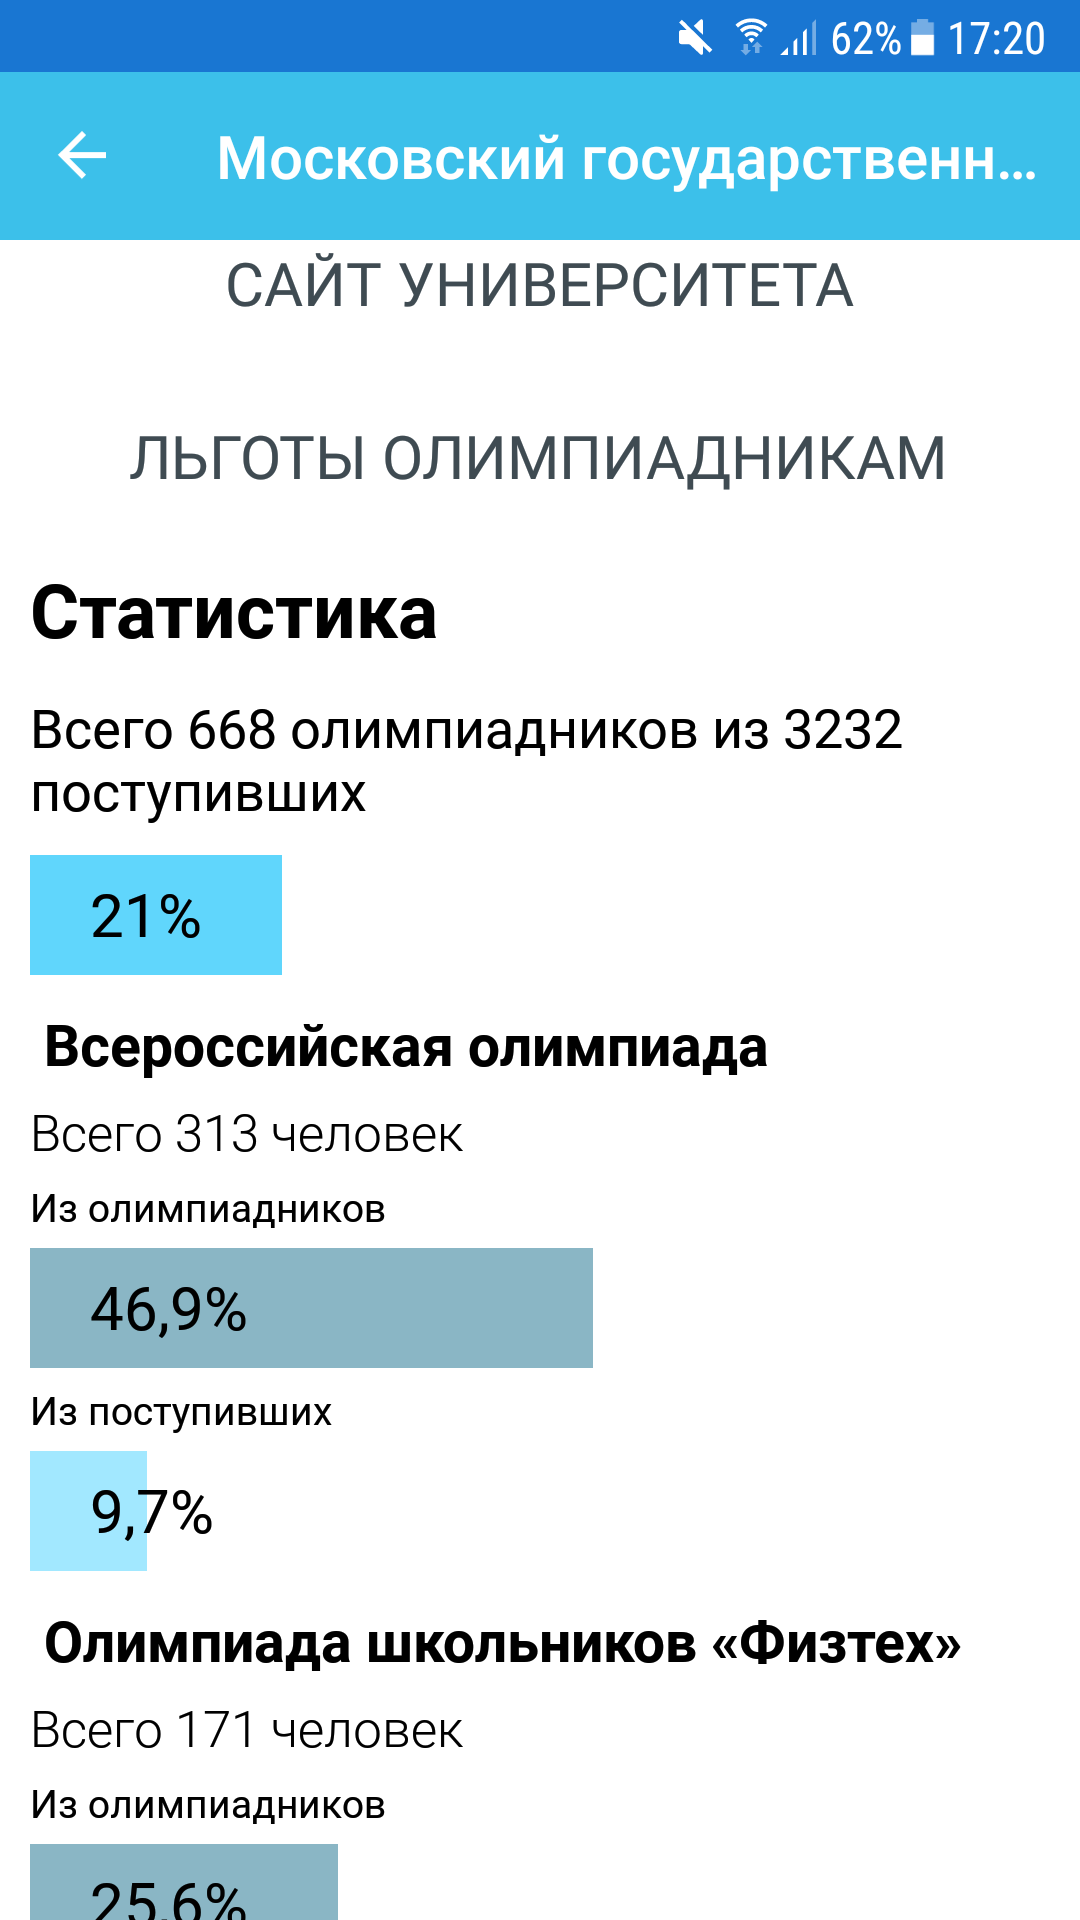 62% 17:20
Московский государственн...
САЙТ УНИВЕРСИТЕТА
ЛЬГОТЫ ОЛИМПИАДНИКАМ
Статистика
Всего 668 олимпиадников из 3232
поступивших
21%
Всероссийская олимпиада
Всего 313 человек
Из олимпиадников
46,9%
Из поступивших
9,7%
Олимпиада школьников «Физтех»
Всего 171 человек
Из олимпиадников
25,6%